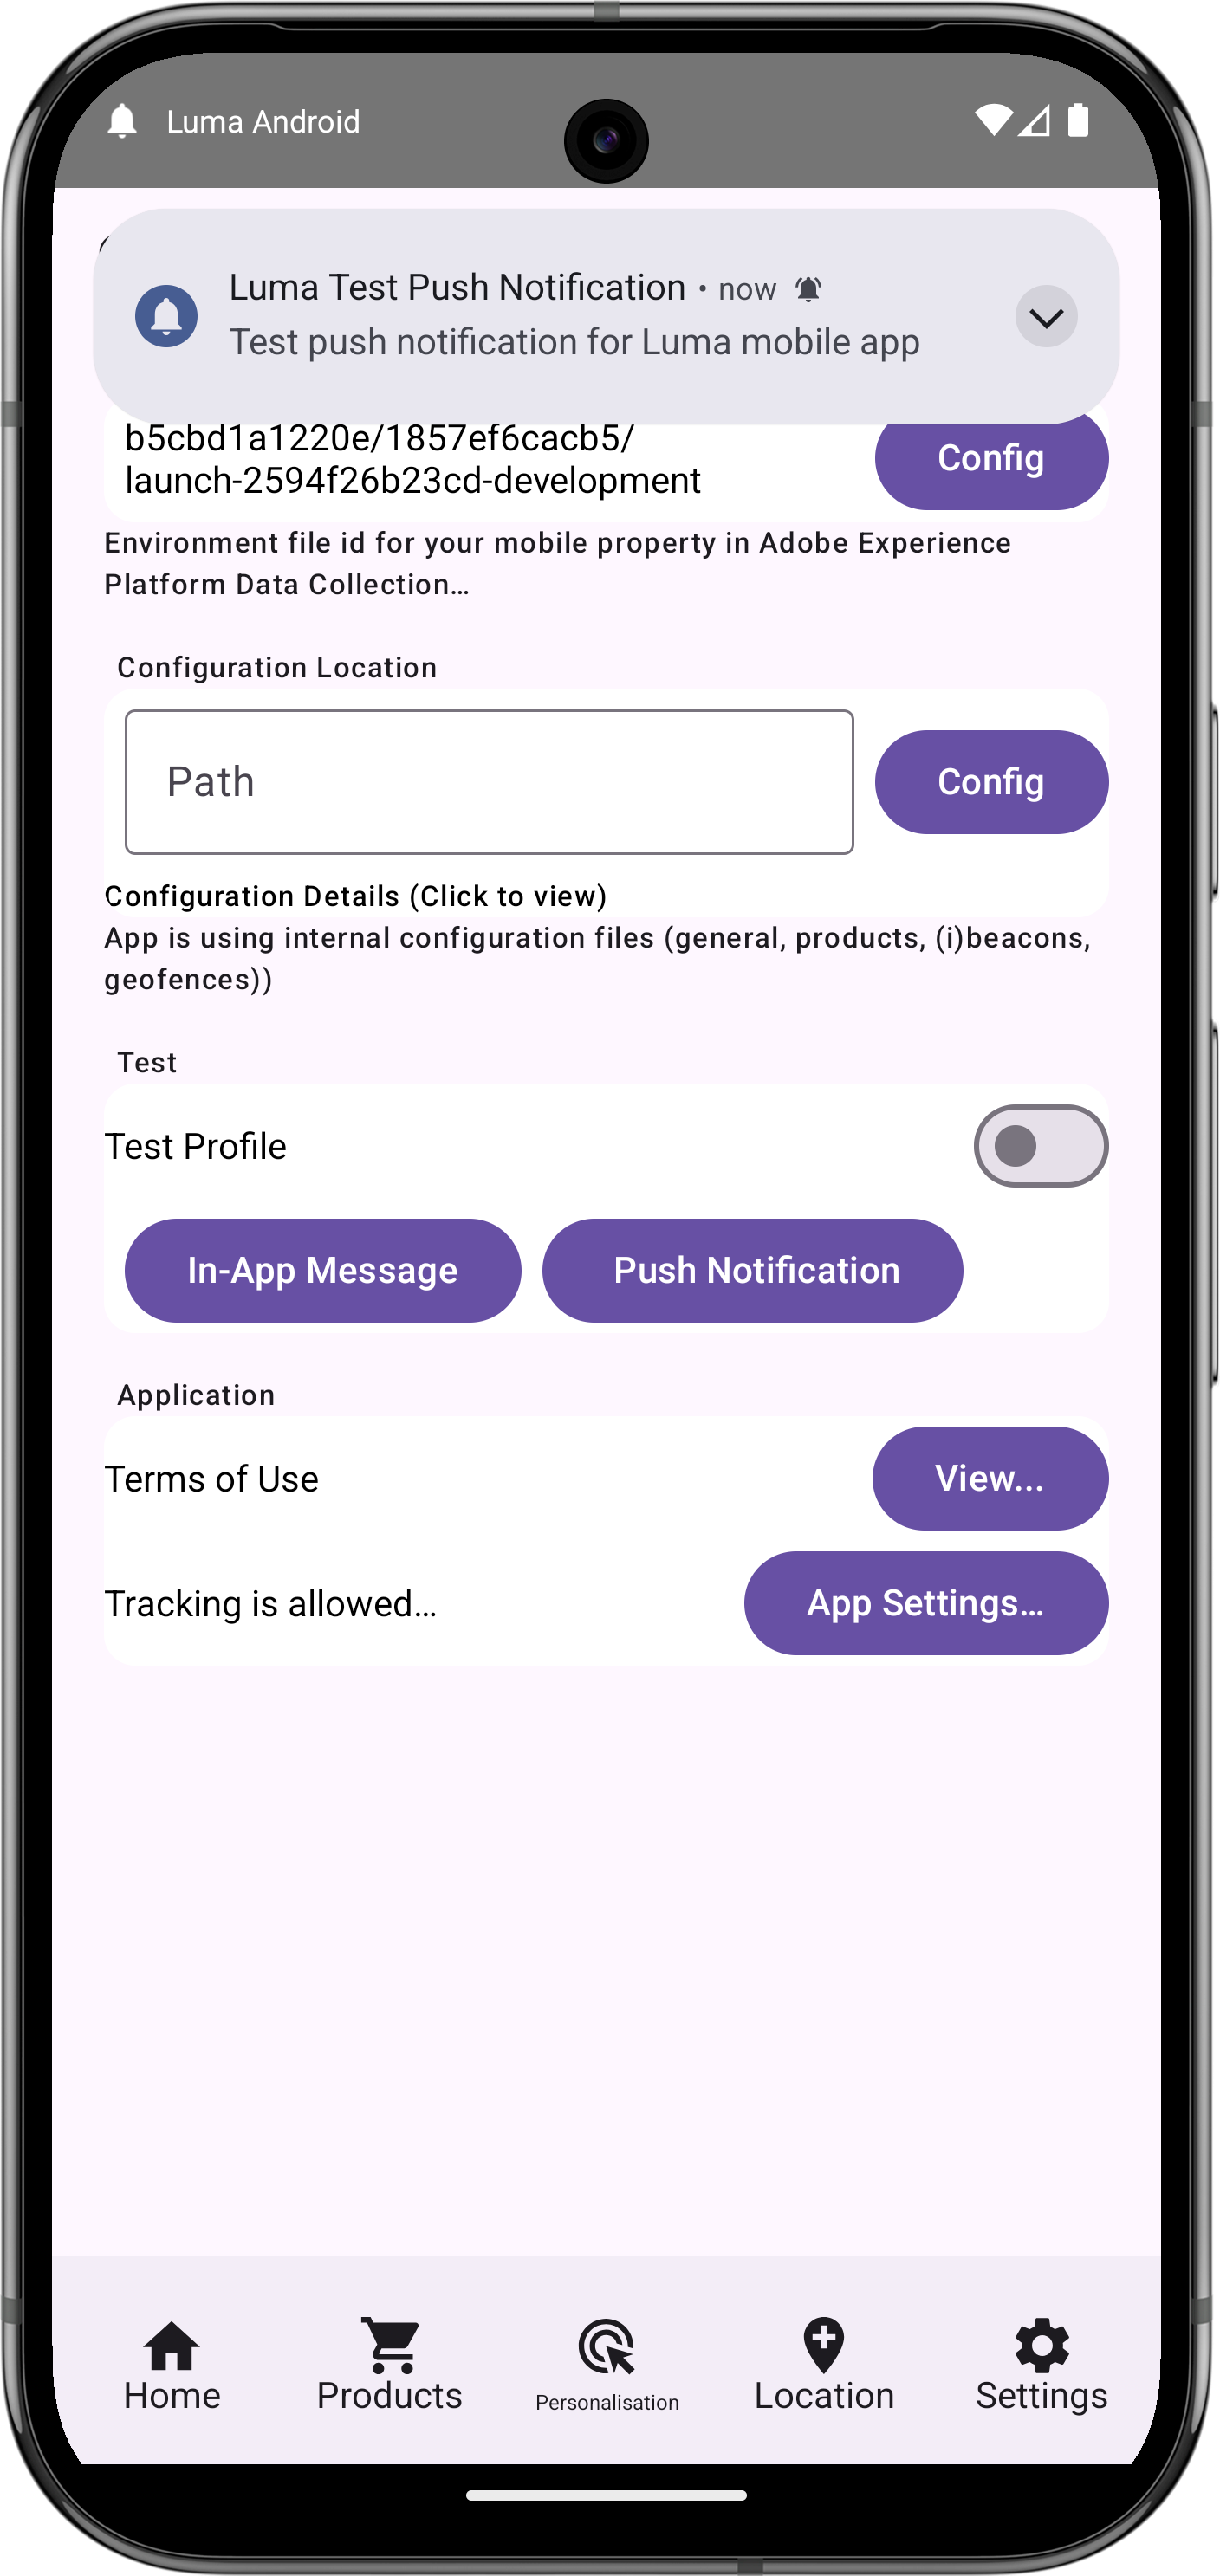 Luma Android
Luma Test Push Notification • now
Test push notification for Luma mobile app
b5cbd1a1220e/1857ef6cacb5/
launch-2594f26b23cd-development
Config
Environment file id for your mobile property in Adobe Experience
Platform Data Collection…
Configuration Location
Path
Config
Configuration Details (Click to view)
App is using internal configuration files (general, products, (i)beacons,
geofences))
Test
Test Profile
In-App Message
Push Notification
Application
Terms of Use
View...
Tracking is allowed…
App Settings…
Home
Products
Personalisation
Location
Settings